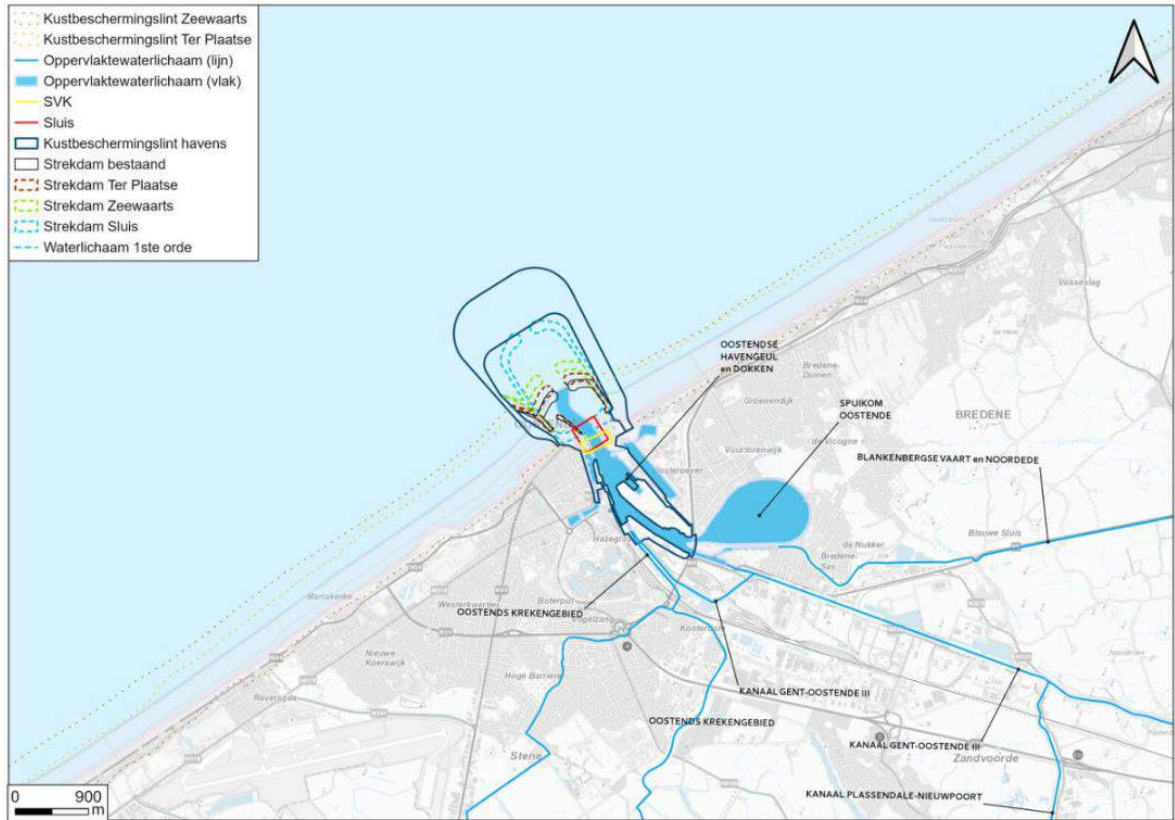 Kustbeschermingslint Zeewaarts
Kustbeschermingslint Ter Plaatse
Oppervlaktewaterlichaam (lijn)
Oppervlaktewaterlichaam (vlak)
SVK
Sluis
Kustbeschermingslint havens
Strekdam bestaand
Strekdam Ter Plaatse
Strekdam Zeewaarts
Strekdam Sluis
Waterlichaam 1ste orde
Vosseslag
OOSTENDSE
HAVENGEUL
en DOKKEN
Bredene-
Duinen
Groenendijk
SPUIKOM
OOSTENDE
BREDENE
de Vicogne
Vuurtorenwijk
BLANKENBERGSE VAART en NOORDEDE
Oosteroever
Blauwe Sluis
Hazegras
de Nukker
Bredene-
Sas
Mariakerke
Westerkwartier
Boterput
OOSTENDS KREKENGEBIED
Vogelzang
Konterdam
Nieuwe
Koerswijk
Hoge Barriere
Raversijde
KANAAL GENT-OOSTENDE III
OOSTENDS KREKENGEBIED
KANAAL GENT-OOSTENDE III
Stene
Zandvoorde
KANAAL PLASSENDALE-NIEUWPOORT
0 900
m